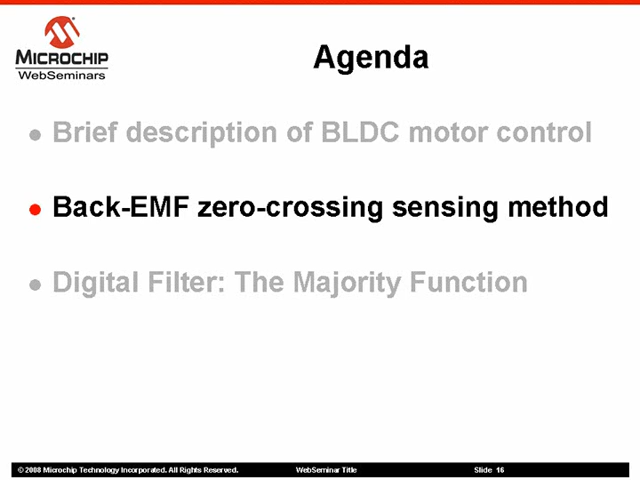 MICROCHIP
WebSeminars
Agenda
Brief description of BLDC motor control
Back-EMF zero-crossing sensing method
Digital Filter: The Majority Function
© 2008 Microchip Technology Incorporated. All Rights Reserved. WebSeminar Title Slide 16